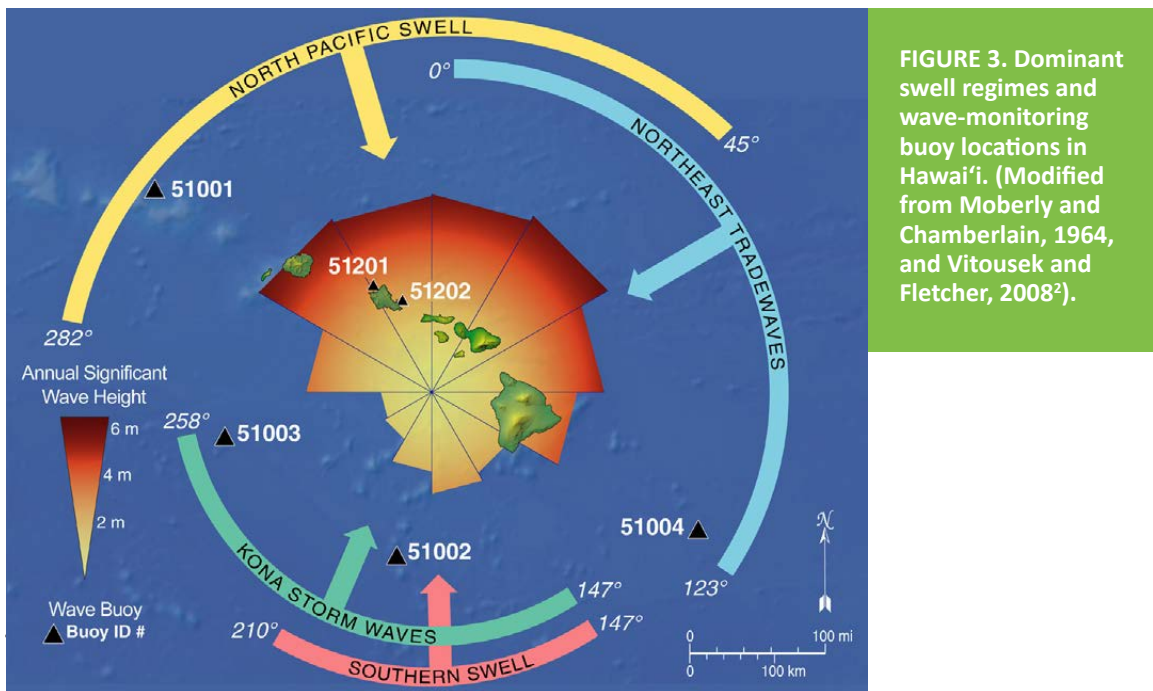 NORTH PACIFIC SWELL
0°
45°
NORTHEAST TRADEWAVES
51001
51201
51202
282°
Annual Significant
Wave Height
6 m
4 m
2 m
258°
51003
51004
51002
KONA STORM WAVES
147°
123°
210°
147°
SOUTHERN SWELL
Wave Buoy
Buoy ID #
N
0 100 mi
0 100 km
FIGURE 3. Dominant
swell regimes and
wave-monitoring
buoy locations in
Hawai‘i. (Modified
from Moberly and
Chamberlain, 1964,
and Vitousek and
Fletcher, 2008²).